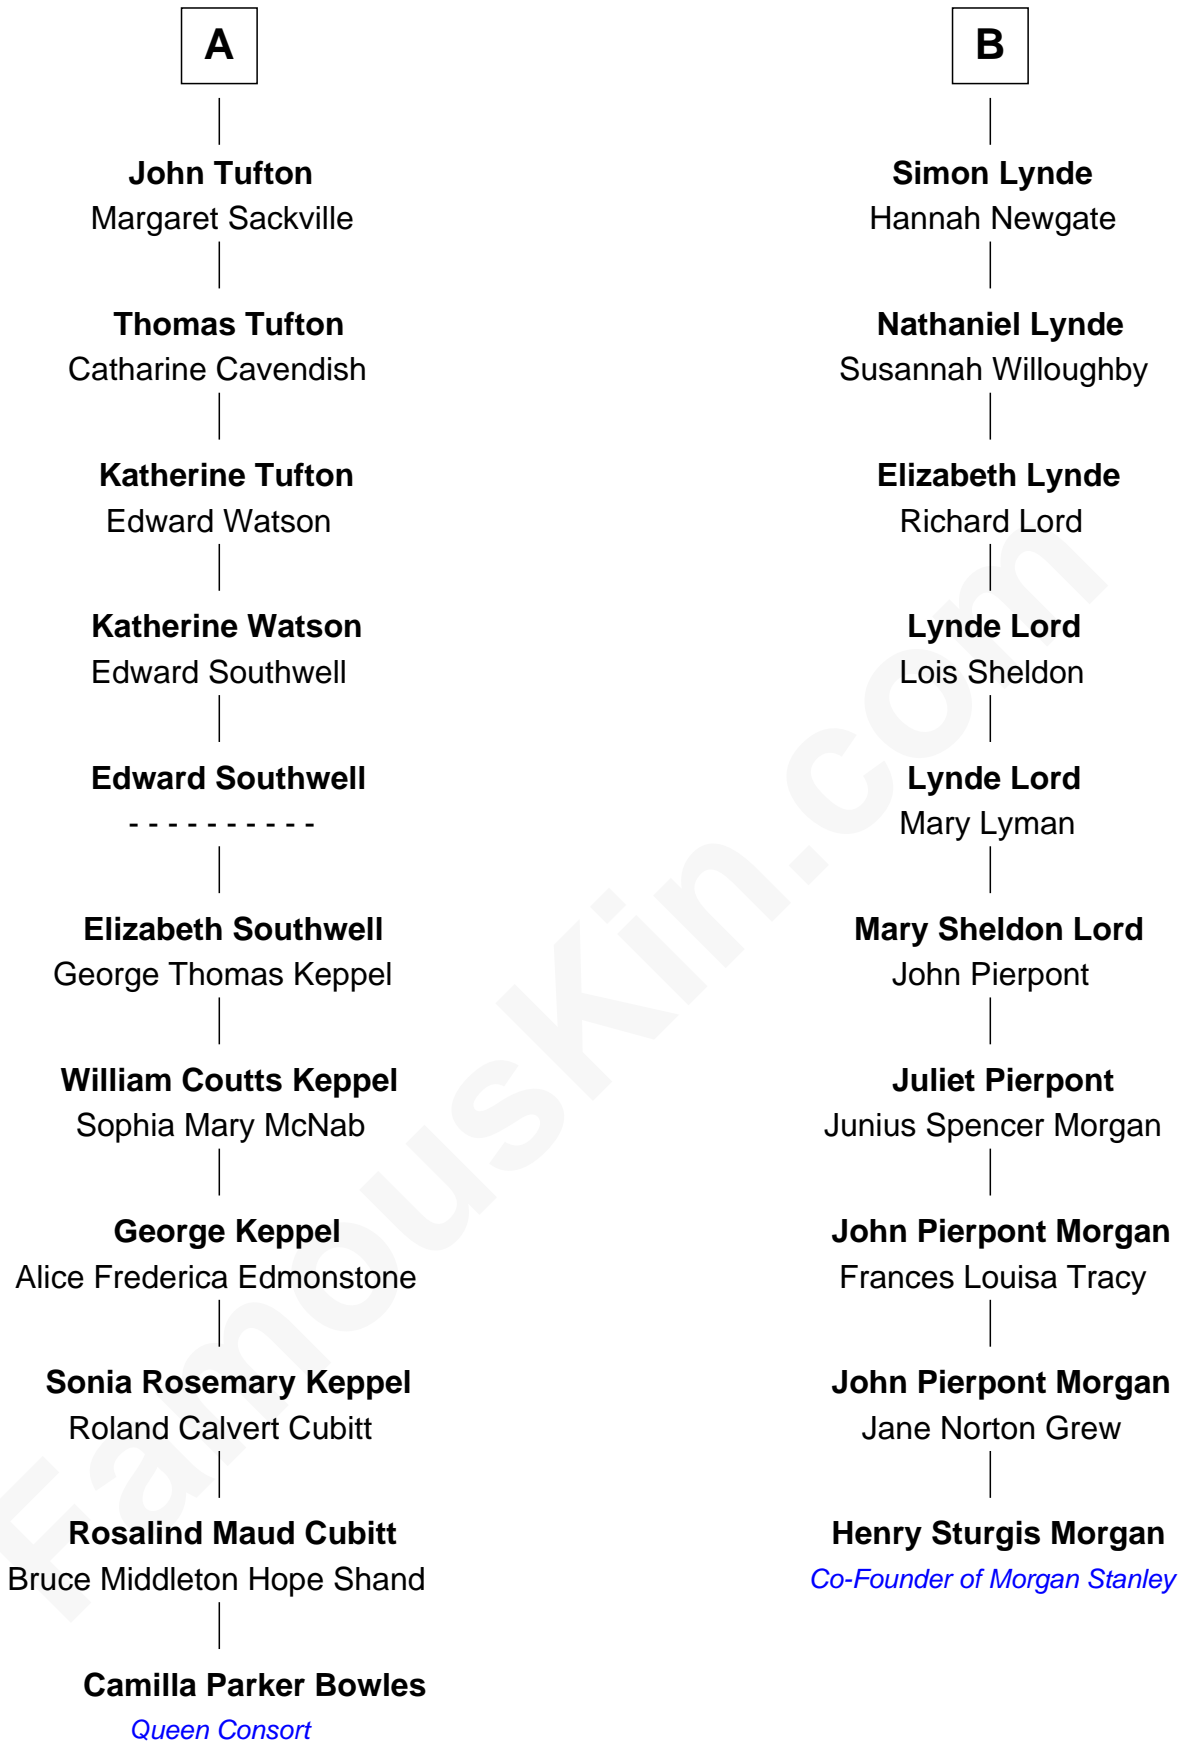 A
John Tufton
Margaret Sackville
Thomas Tufton
Catharine Cavendish
Katherine Tufton
Edward Watson
Katherine Watson
Edward Southwell
Edward Southwell
- - - - - - - - - -
Elizabeth Southwell
George Thomas Keppel
William Coutts Keppel
Sophia Mary McNab
George Keppel
Alice Frederica Edmonstone
Sonia Rosemary Keppel
Roland Calvert Cubitt
Rosalind Maud Cubitt
Bruce Middleton Hope Shand
Camilla Parker Bowles
Queen Consort
B
Simon Lynde
Hannah Newgate
Nathaniel Lynde
Susannah Willoughby
Elizabeth Lynde
Richard Lord
Lynde Lord
Lois Sheldon
Lynde Lord
Mary Lyman
Mary Sheldon Lord
John Pierpont
Juliet Pierpont
Junius Spencer Morgan
John Pierpont Morgan
Frances Louisa Tracy
John Pierpont Morgan
Jane Norton Grew
Henry Sturgis Morgan
Co-Founder of Morgan Stanley
FamousKin.com